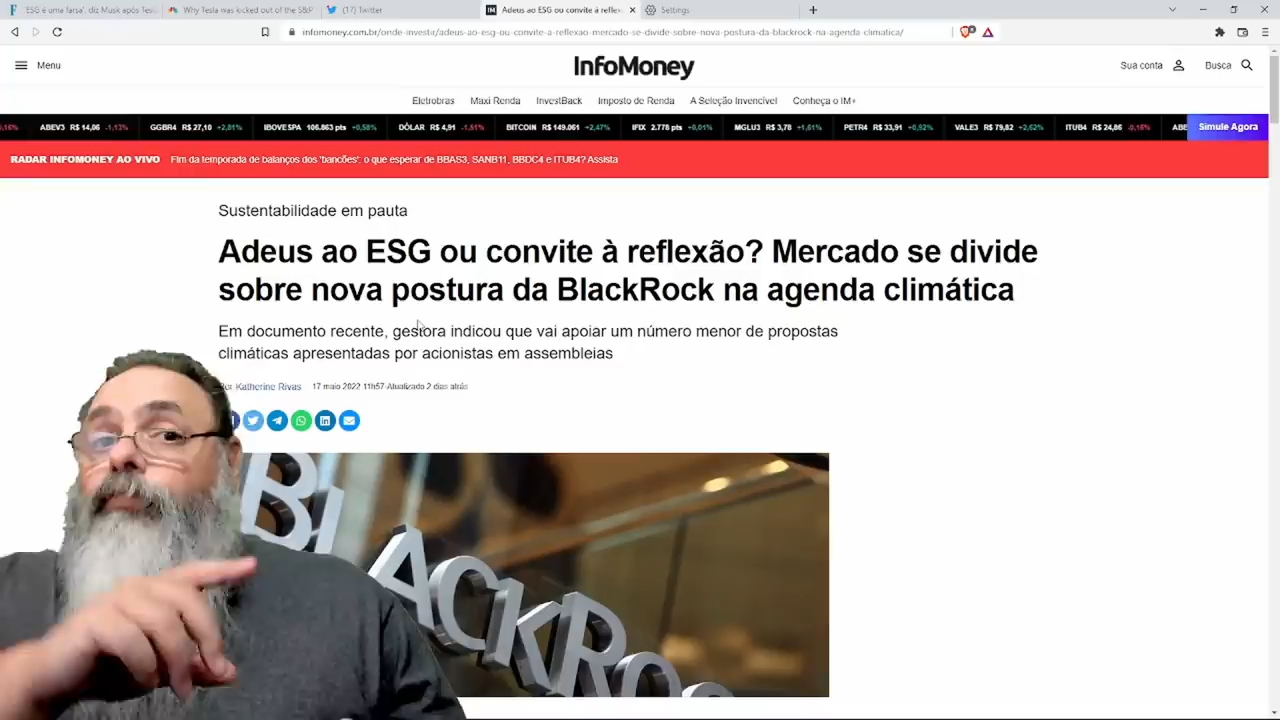 ESG é uma farsa', diz Musk após Tesl
Why Tesla was kicked out of the S&P
(17) Twitter
Adeus ao ESG ou convite à reflex
Settings
infomoney.com.br/onde-investir/adeus-ao-esg-ou-convite-a-reflexao-mercado-se-divide-sobre-nova-postura-da-blackrock-na-agenda-climatica/
Menu
InfoMoney
Sua conta
Busca
Eletrobras Maxi Renda InvestBack Imposto de Renda A Seleção Invencível Conheça o IM+
,16% ABEV3 R$ 14,06 -1,13% GGBR4 R$ 27,10 +2,81% IBOVESPA 106.863 pts +0,58% DÓLAR R$ 4,91 -1,51% BITCOIN R$ 149.061 +2,47% IFIX 2.778 pts +0,01% MGLU3 R$ 3,78 +1,61% PETR4 R$ 33,91 +0,92% VALE3 R$ 79,82 +2,62% ITUB4 R$ 24,86 -0,16% ABE Simule Agora
RADAR INFOMONEY AO VIVO Fim da temporada de balanços dos 'bancões': o que esperar de BBAS3, SANB11, BBDC4 e ITUB4? Assista
Sustentabilidade em pauta
Adeus ao ESG ou convite à reflexão? Mercado se divide
sobre nova postura da BlackRock na agenda climática
Em documento recente, gestora indicou que vai apoiar um número menor de propostas
climáticas apresentadas por acionistas em assembleias
Katherine Rivas 17 maio 2022 11h57-Atualizado 2 dias atrás
BLACKRO